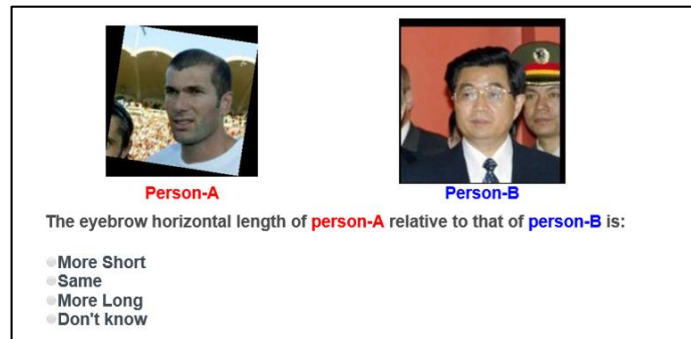 Person-A Person-B
The eyebrow horizontal length of person-A relative to that of person-B is:
More Short
Same
More Long
Don't know